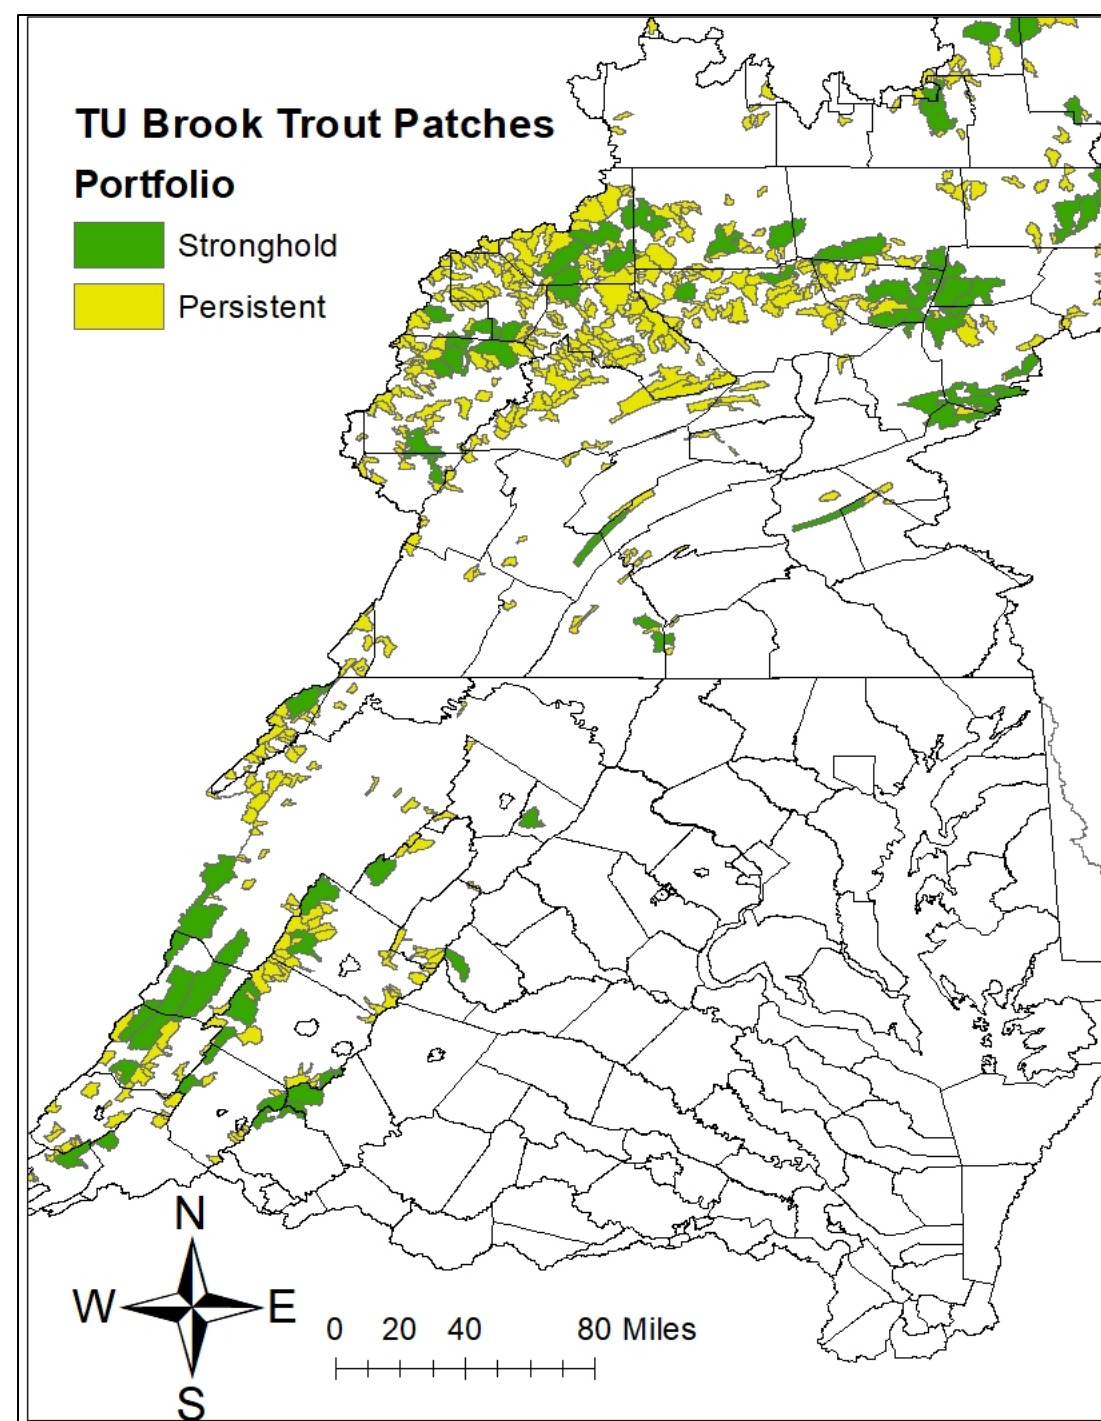 TU Brook Trout Patches
Portfolio
Stronghold
Persistent
N
W E
S
0 20 40 80 Miles